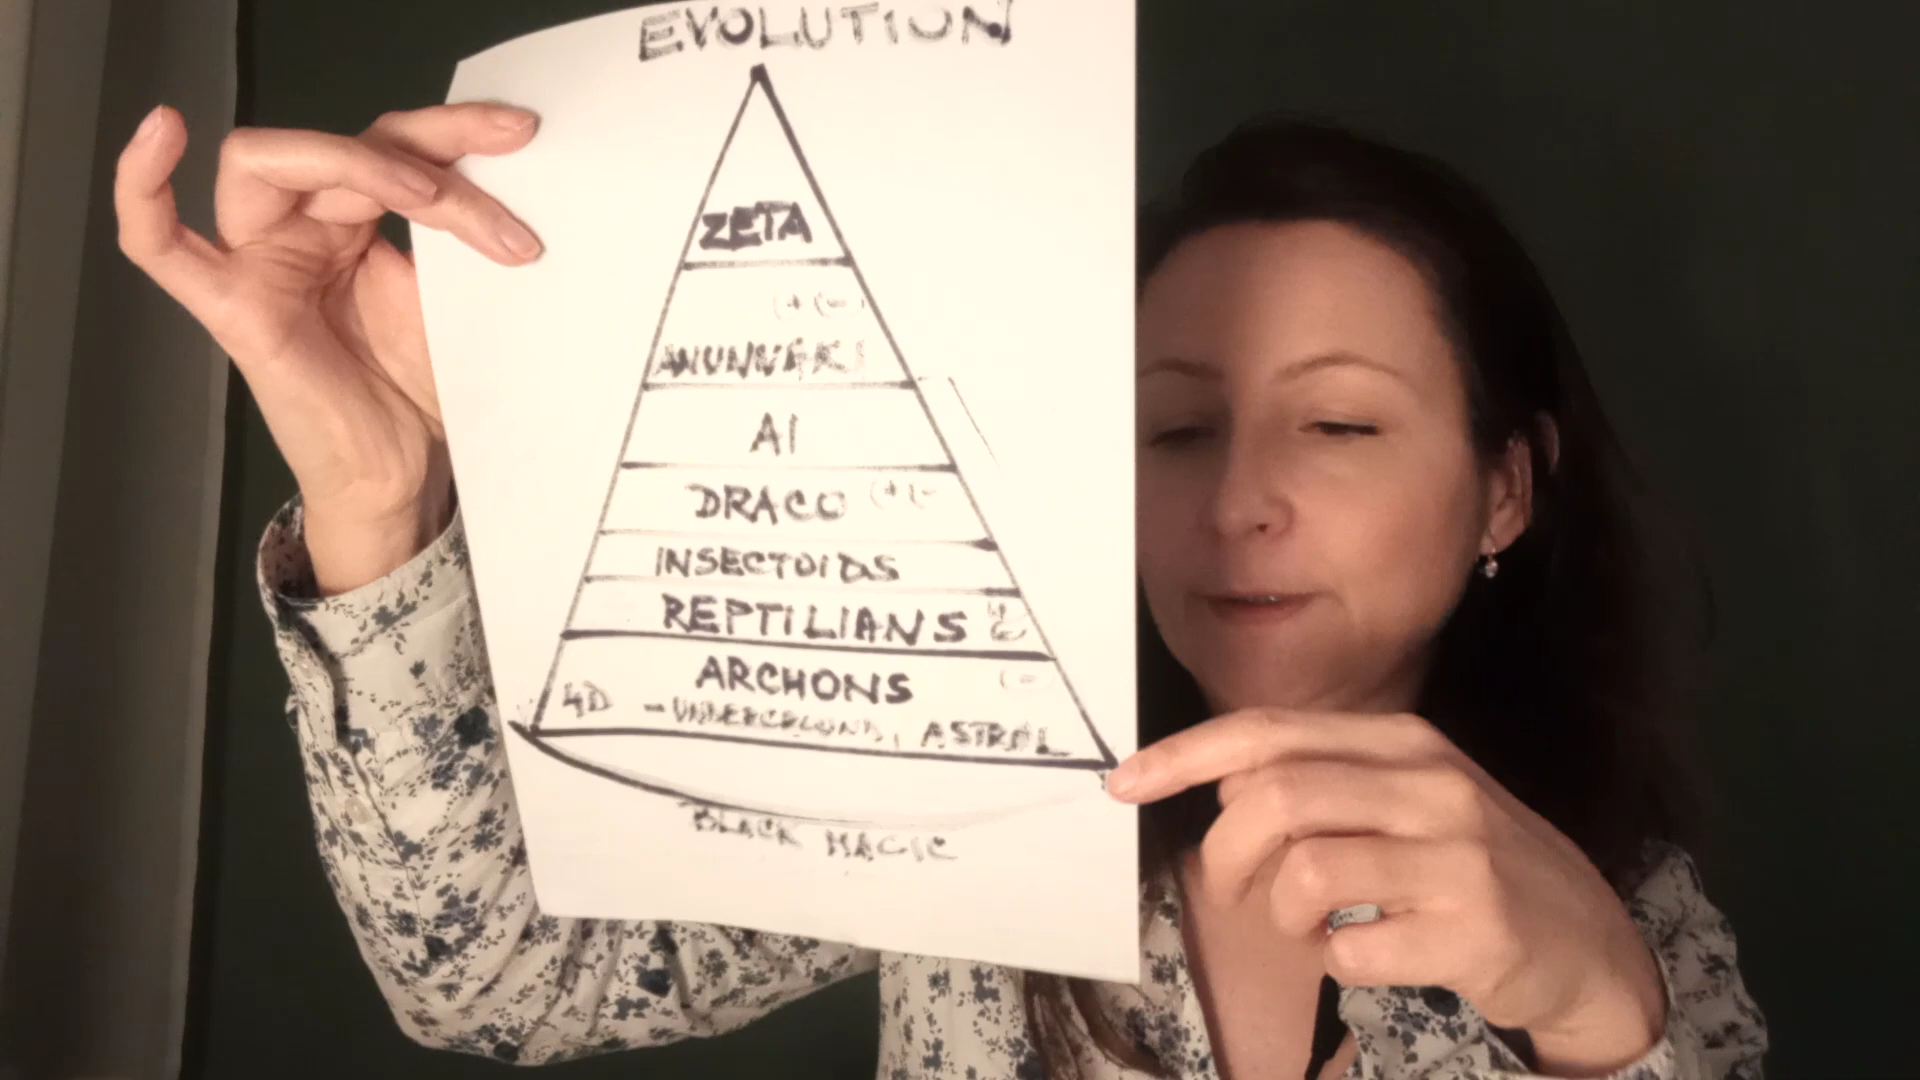 EVOLUTION
ZETA
(+ (-)
ANUNNAKI
AI
DRACO (+ (-
INSECTOIDS
REPTILIANS
ARCHONS (-)
4D - UNDERGROUND, ASTRAL
BLACK MAGIC